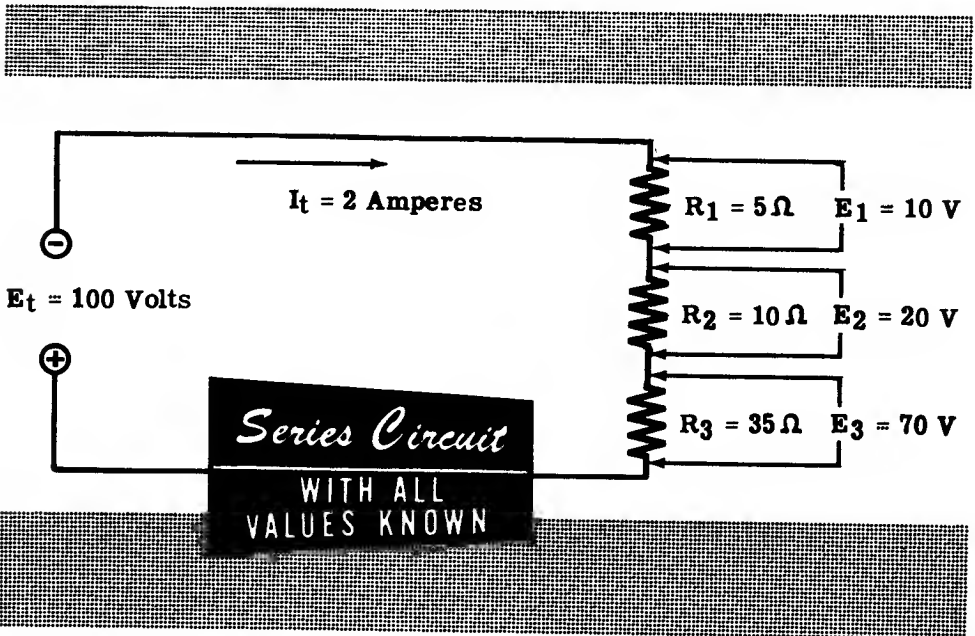 It = 2 Amperes
R1 = 5Ω E1 = 10 V
Et = 100 Volts
R2 = 10Ω E2 = 20 V
R3 = 35Ω E3 = 70 V
Series Circuit
WITH ALL
VALUES KNOWN